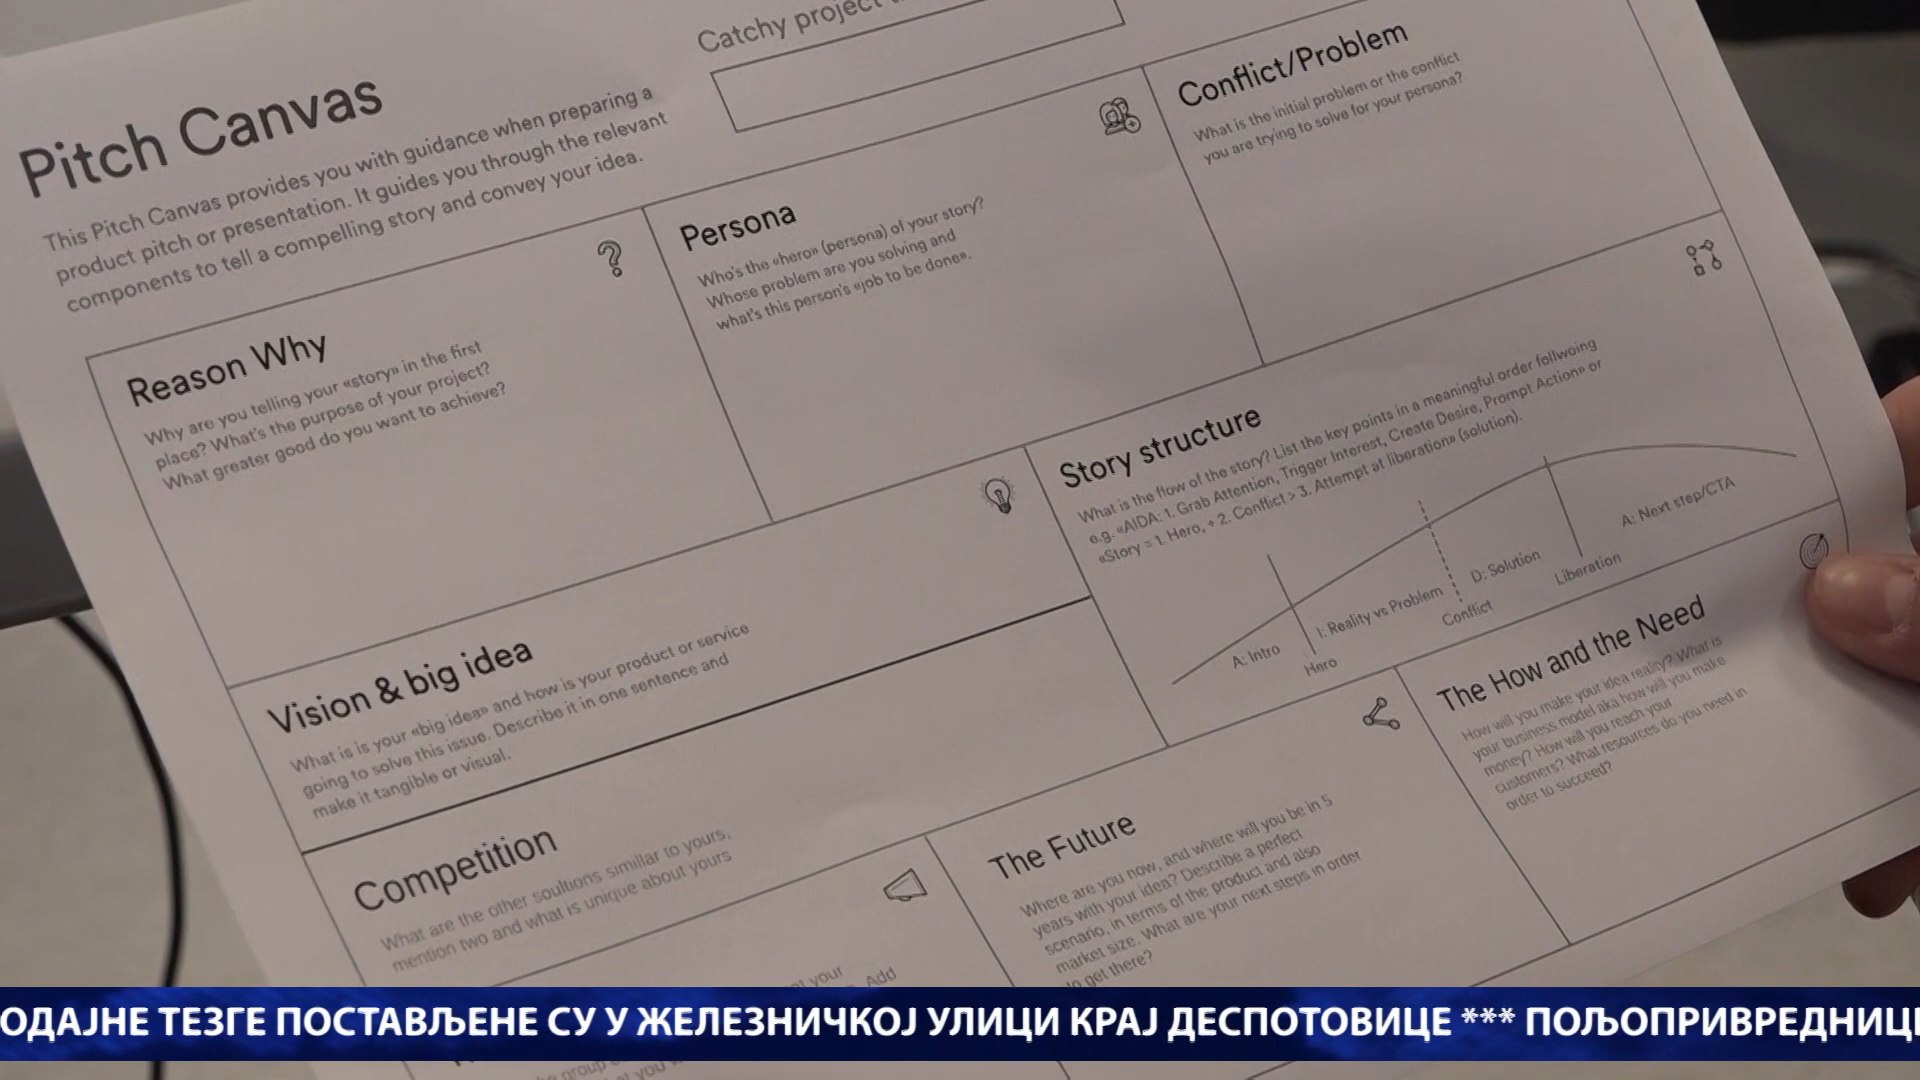 Catchy project
Pitch Canvas
This Pitch Canvas provides you with guidance when preparing a
product pitch or presentation. It guides you through the relevant
components to tell a compelling story and convey your idea.
Reason Why
Why are you telling your «story» in the first
place? What's the purpose of your project?
What greater good do you want to achieve?
Persona
Who's the «hero» (persona) of your story?
Whose problem are you solving and
what's this person's «job to be done».
Conflict/Problem
What is the initial problem or the conflict
you are trying to solve for your persona?
Vision & big idea
What is is your «big idea» and how is your product or service
going to solve this issue. Describe it in one sentence and
make it tangible or visual.
Story structure
What is the flow of the story? List the key points in a meaningful order follwoing
e.g. «AIDA: 1. Grab Attention, Trigger Interest, Create Desire, Prompt Action» or
«Story = 1. Hero, + 2. Conflict > 3. Attempt at liberation» (solution).
A: Intro
Hero
I: Reality vs Problem
Conflict
D: Solution
Liberation
A: Next step/CTA
Competition
What are the other soultions simillar to yours,
mention two and what is unique about yours
The Future
Where are you now, and where will you be in 5
years with your idea? Describe a perfect
scenario, in terms of the product and also
market size. What are your next steps in order
to get there?
The How and the Need
How will you make your idea reality? What is
your business model aka how will you make
money? How will you reach your
customers? What resources do you need in
order to succeed?
your
Add
group
ОДАЈНЕ ТЕЗГЕ ПОСТАВЉЕНЕ СУ У ЖЕЛЕЗНИЧКОЈ УЛИЦИ КРАЈ ДЕСПОТОВИЦЕ *** ПОЉОПРИВРЕДНИЦИ